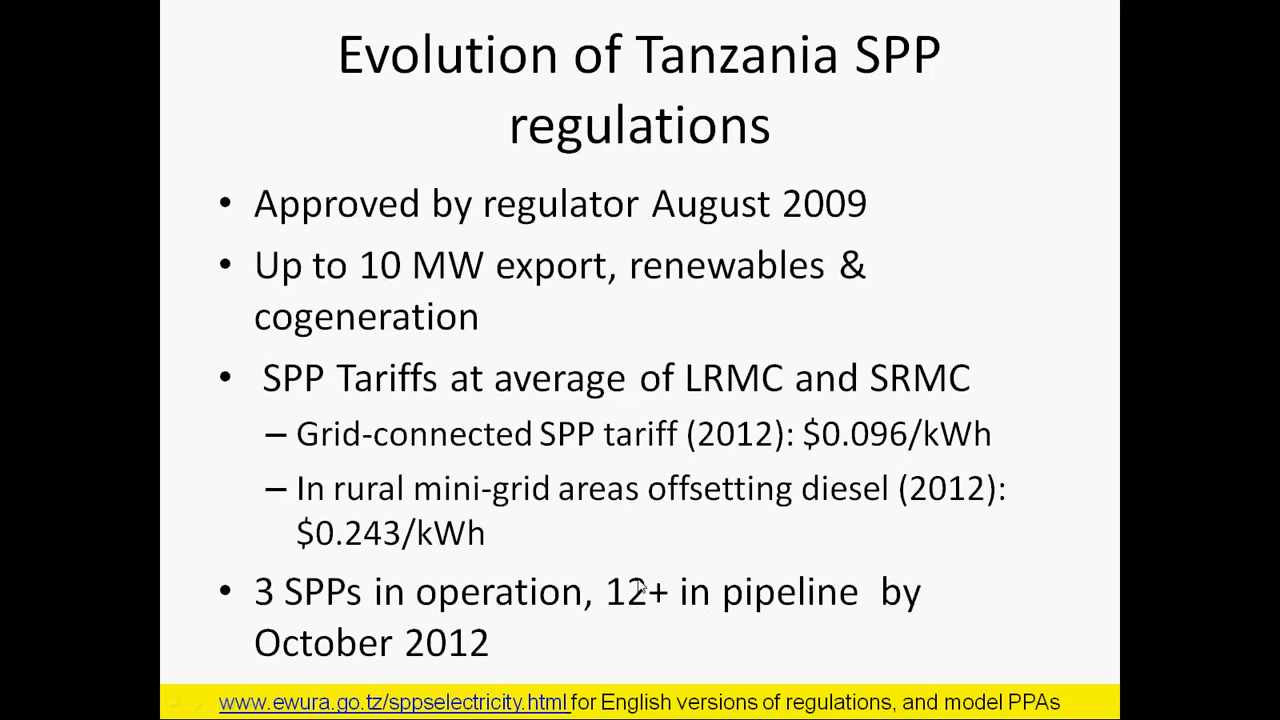 Evolution of Tanzania SPP
regulations
• Approved by regulator August 2009
• Up to 10 MW export, renewables &
cogeneration
• SPP Tariffs at average of LRMC and SRMC
– Grid-connected SPP tariff (2012): $0.096/kWh
– In rural mini-grid areas offsetting diesel (2012):
$0.243/kWh
• 3 SPPs in operation, 12+ in pipeline by
October 2012
www.ewura.go.tz/sppselectricity.html for English versions of regulations, and model PPAs